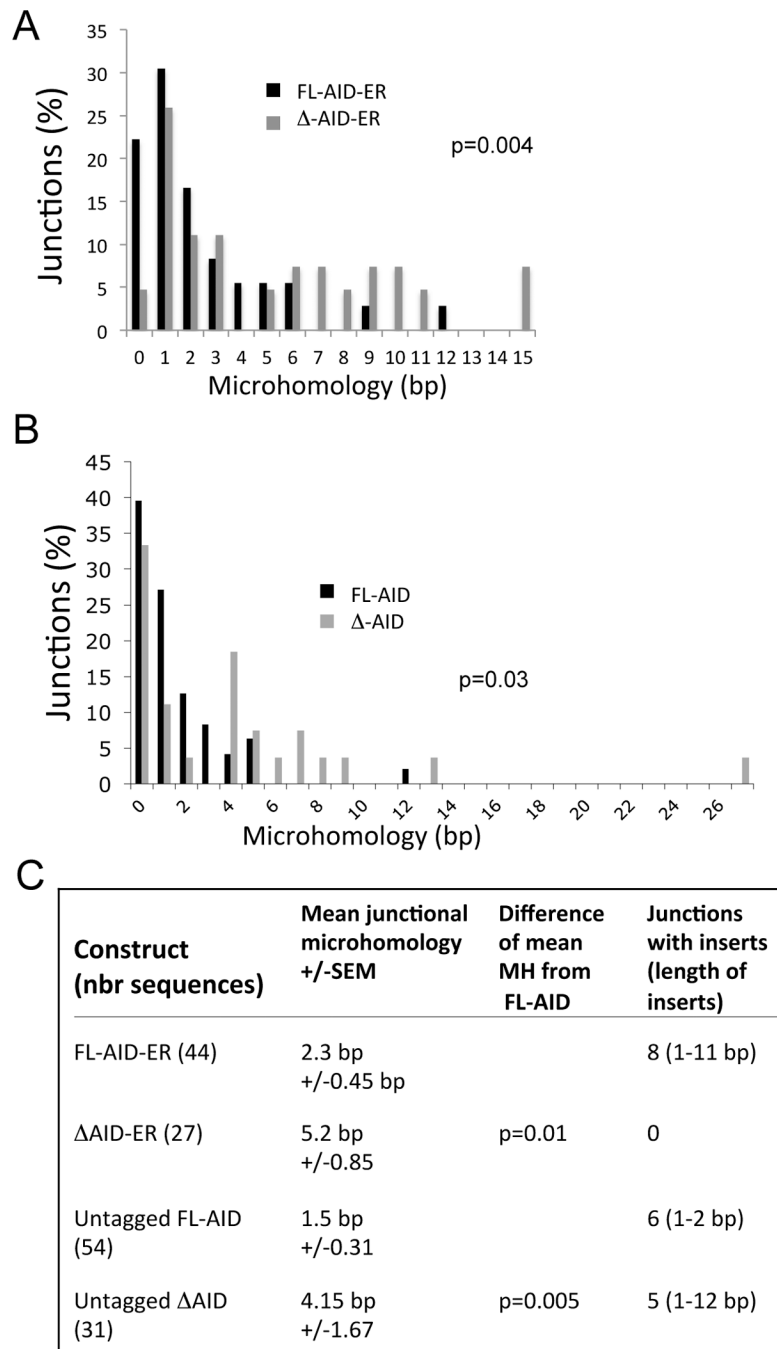 A
35
30
25
20
15
10
5
0
Junctions (%)
FL-AID-ER
Δ-AID-ER
p=0.004
0 1 2 3 4 5 6 7 8 9 10 11 12 13 14 15
Microhomology (bp)
B
45
40
35
30
25
20
15
10
5
0
Junctions (%)
FL-AID
Δ-AID
p=0.03
0 2 4 6 8 10 12 14 16 18 20 22 24 26
Microhomology (bp)
C
Construct
(nbr sequences)
Mean junctional
microhomology
+/-SEM
Difference
of mean
MH from
FL-AID
Junctions
with inserts
(length of
inserts)
FL-AID-ER (44)
2.3 bp
+/-0.45 bp
8 (1-11 bp)
ΔAID-ER (27)
5.2 bp
+/-0.85
p=0.01
0
Untagged FL-AID
(54)
1.5 bp
+/-0.31
6 (1-2 bp)
Untagged ΔAID
(31)
4.15 bp
+/-1.67
p=0.005
5 (1-12 bp)